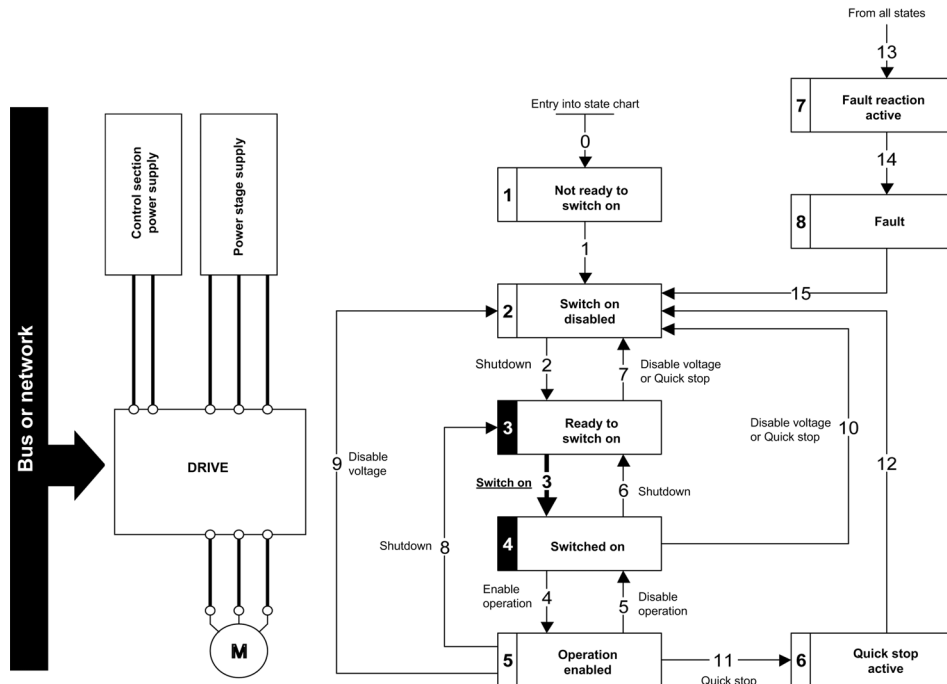 Bus or network
Control section
power supply
Power stage supply
DRIVE
M
From all states
13
7
Fault reaction
active
14
8
Fault
15
Entry into state chart
0
1
Not ready to
switch on
1
2
Switch on
disabled
Shutdown
2
7
Disable voltage
or Quick stop
3
Ready to
switch on
Switch on
3
6
Shutdown
4
Switched on
Disable voltage
or Quick stop
10
12
9
Disable
voltage
Shutdown
8
Enable
operation
4
5
Disable
operation
5
Operation
enabled
11
Quick stop
6
Quick stop
active